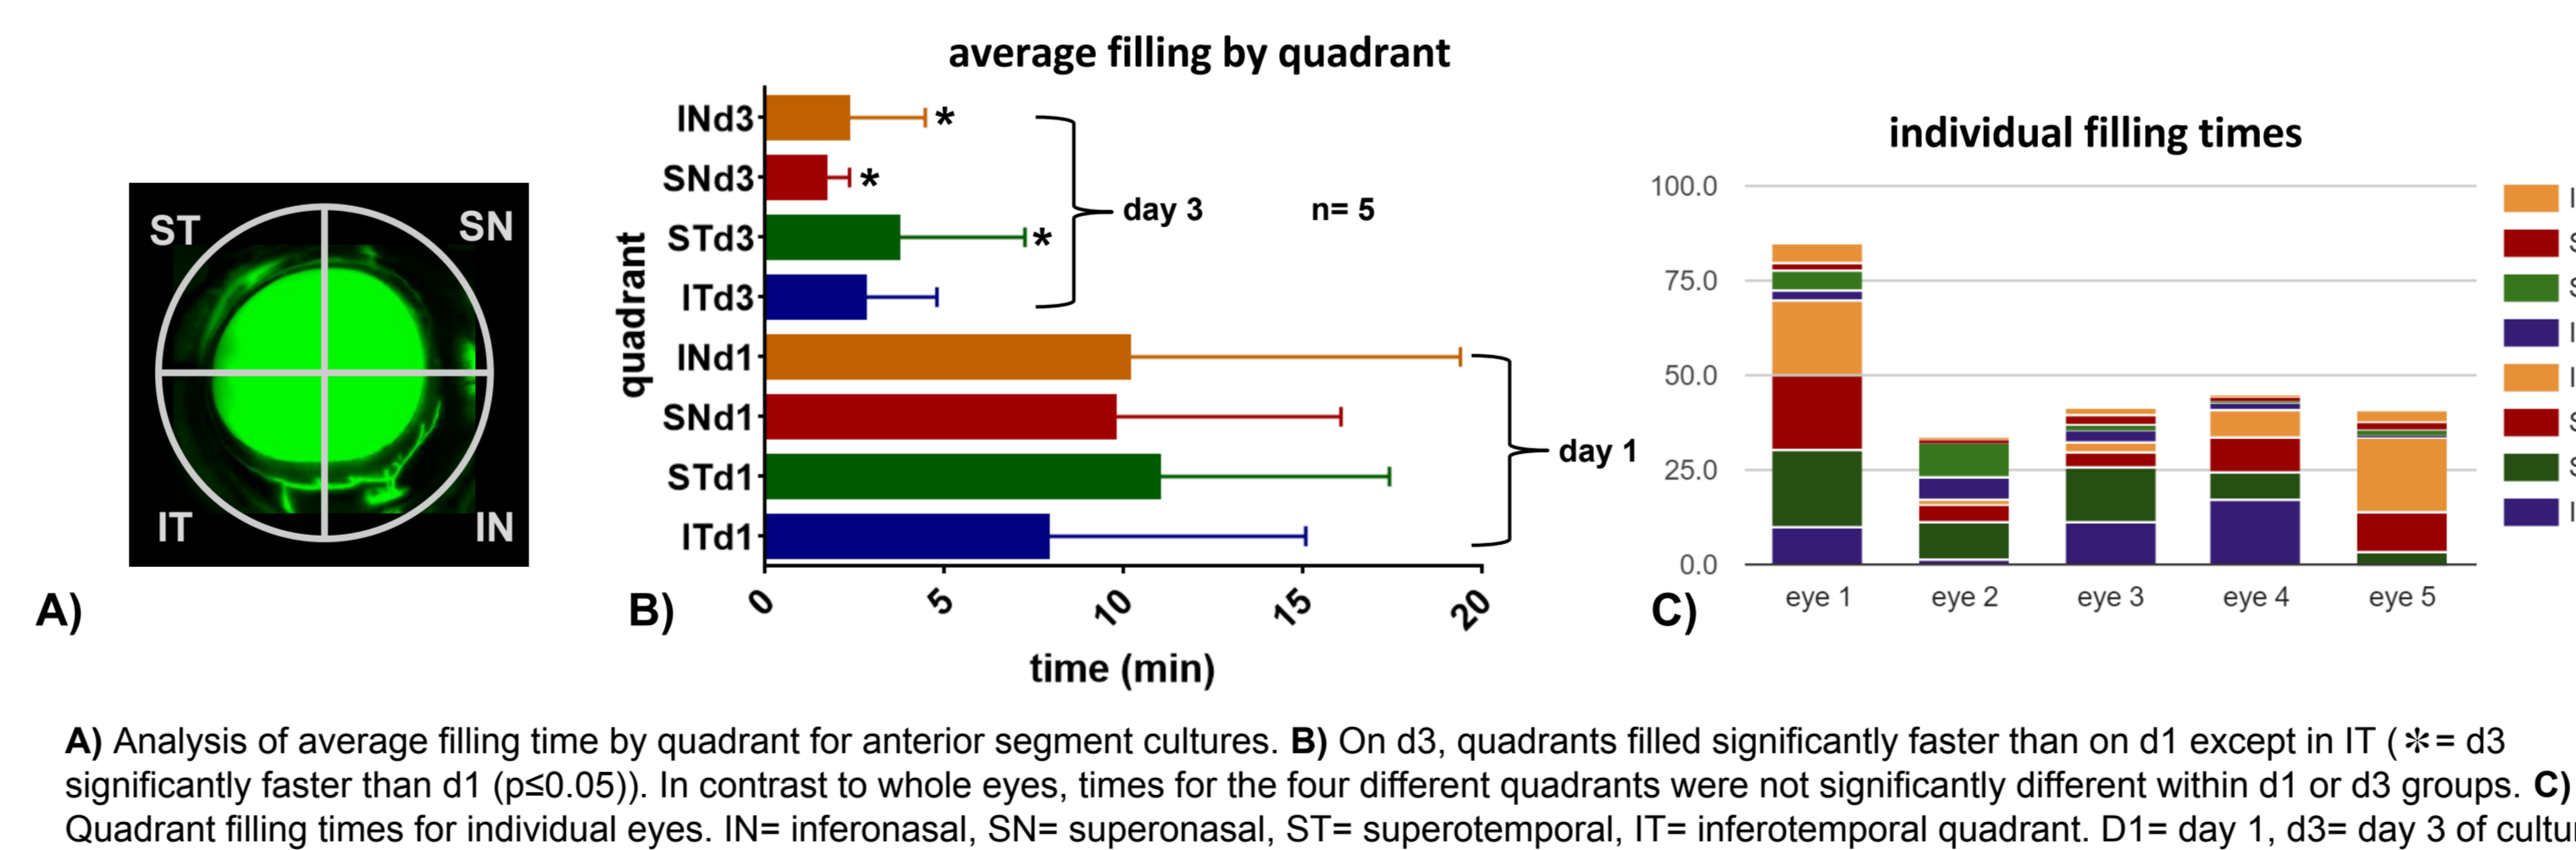 average filling by quadrant
individual filling times
ST
SN
IT
IN
A)
quadrant
INd3
*
SNd3
*
STd3
*
ITd3
INd1
SNd1
STd1
ITd1
day 3
n= 5
day 1
0
5
10
15
20
time (min)
B)
100.0
75.0
50.0
25.0
0.0
eye 1
eye 2
eye 3
eye 4
eye 5
C)
A) Analysis of average filling time by quadrant for anterior segment cultures. B) On d3, quadrants filled significantly faster than on d1 except in IT (*= d3
significantly faster than d1 (p≤0.05)). In contrast to whole eyes, times for the four different quadrants were not significantly different within d1 or d3 groups. C)
Quadrant filling times for individual eyes. IN= inferonasal, SN= superonasal, ST= superotemporal, IT= inferotemporal quadrant. D1= day 1, d3= day 3 of